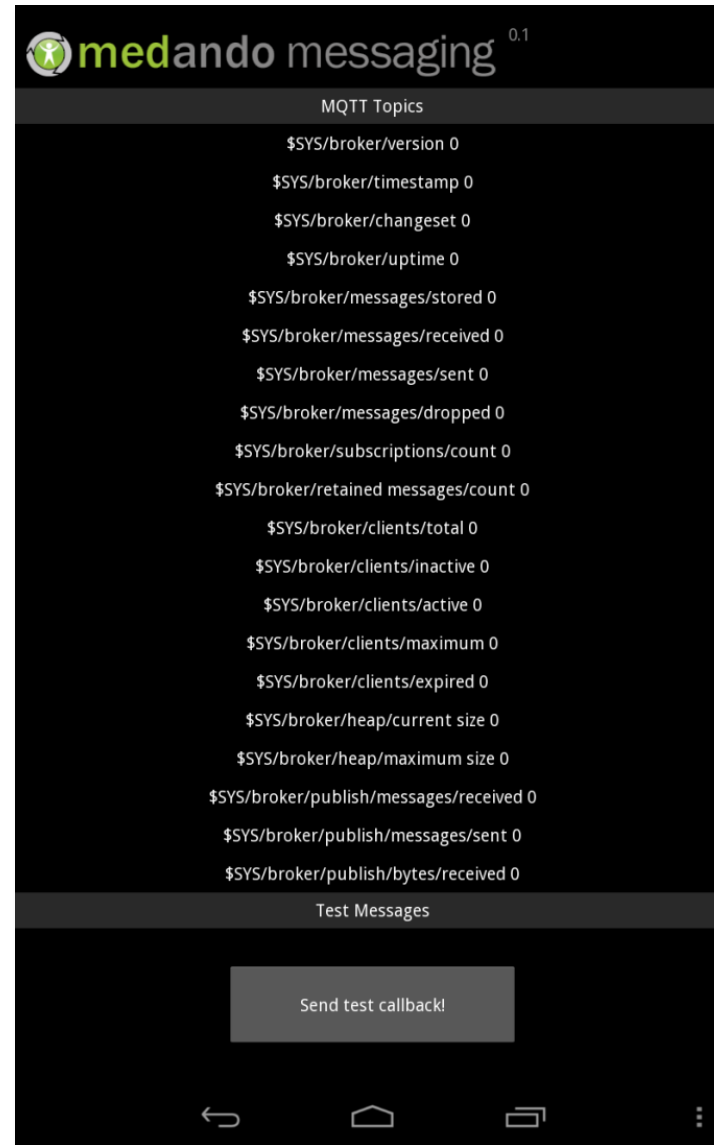 medando messaging 0.1
MQTT Topics
$SYS/broker/version 0
$SYS/broker/timestamp 0
$SYS/broker/changeset 0
$SYS/broker/uptime 0
$SYS/broker/messages/stored 0
$SYS/broker/messages/received 0
$SYS/broker/messages/sent 0
$SYS/broker/messages/dropped 0
$SYS/broker/subscriptions/count 0
$SYS/broker/retained messages/count 0
$SYS/broker/clients/total 0
$SYS/broker/clients/inactive 0
$SYS/broker/clients/active 0
$SYS/broker/clients/maximum 0
$SYS/broker/clients/expired 0
$SYS/broker/heap/current size 0
$SYS/broker/heap/maximum size 0
$SYS/broker/publish/messages/received 0
$SYS/broker/publish/messages/sent 0
$SYS/broker/publish/bytes/received 0
Test Messages
Send test callback!